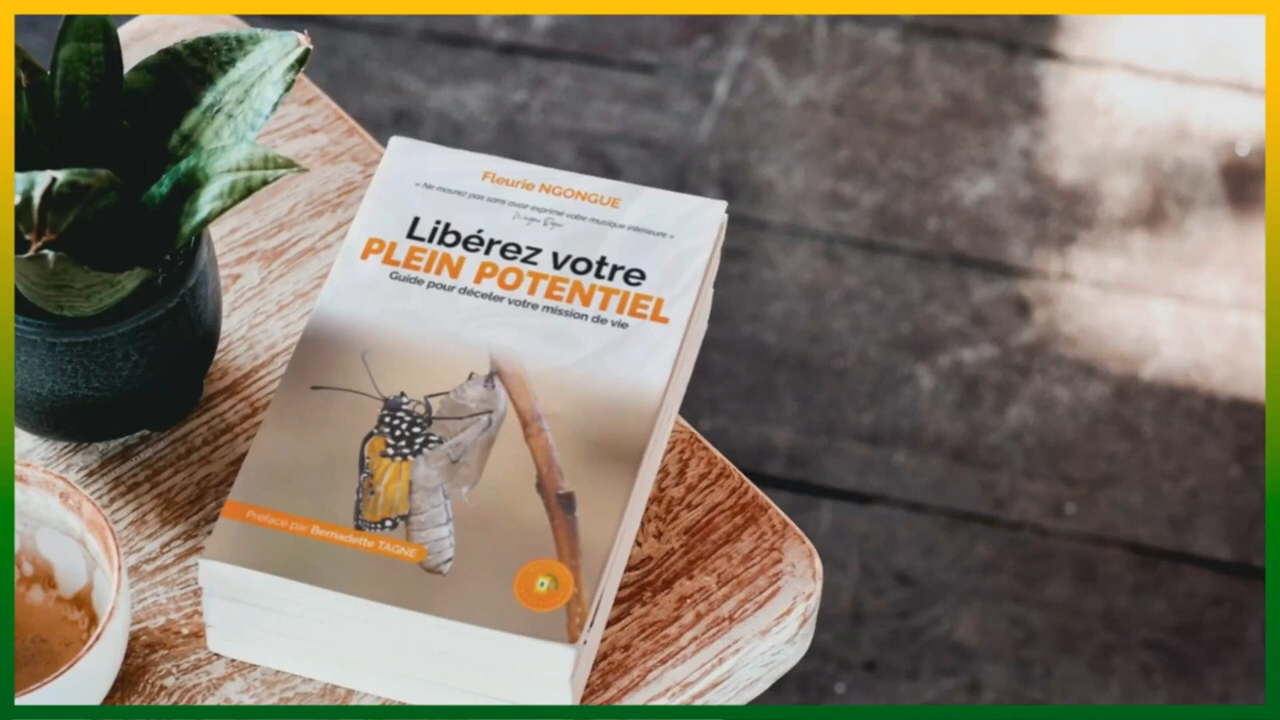 Fleurie NGONGUE
« Ne mourez pas sans avoir exprimé votre musique intérieure »
Libérez votre
PLEIN POTENTIEL
Guide pour déceler votre mission de vie
Préfacé par Bernadette TAGNE